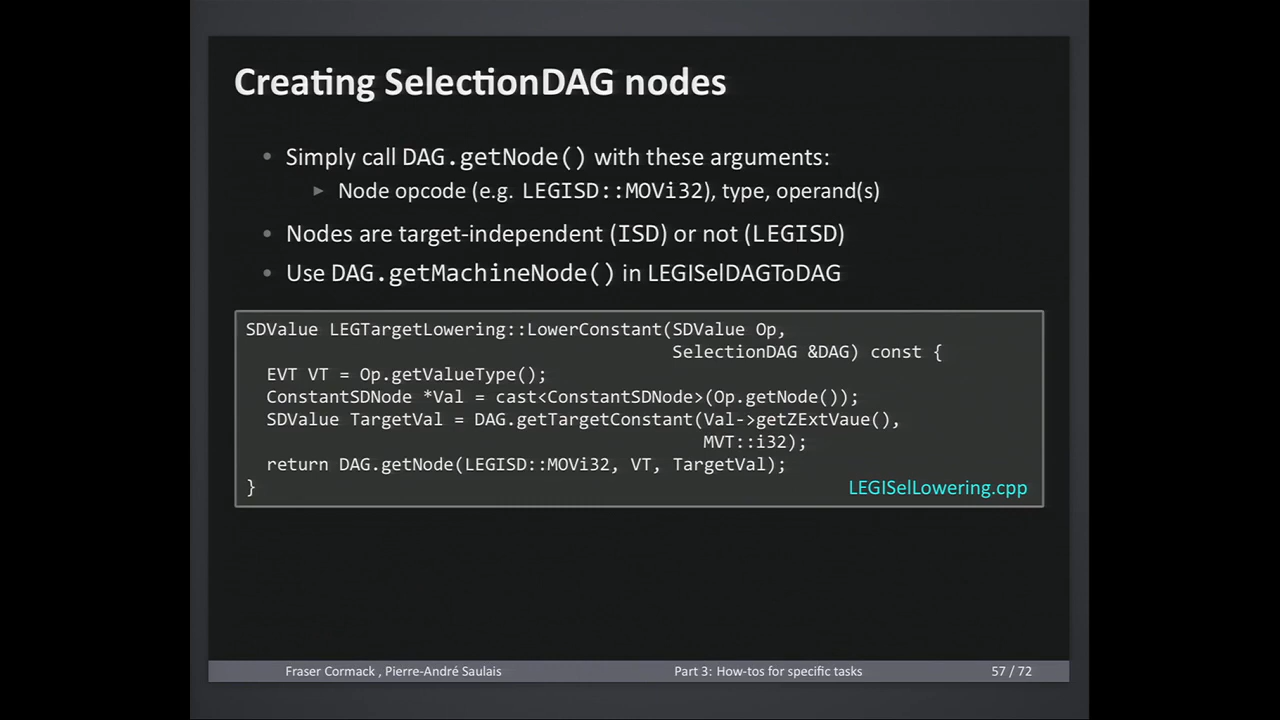 Creating SelectionDAG nodes
• Simply call DAG.getNode() with these arguments:
▶ Node opcode (e.g. LEGISD::MOVi32), type, operand(s)
• Nodes are target-independent (ISD) or not (LEGISD)
• Use DAG.getMachineNode() in LEGISelDAGToDAG
SDValue LEGTargetLowering::LowerConstant(SDValue Op,
SelectionDAG &DAG) const {
EVT VT = Op.getValueType();
ConstantSDNode *Val = cast<ConstantSDNode>(Op.getNode());
SDValue TargetVal = DAG.getTargetConstant(Val->getZExtVaue(),
MVT::i32);
return DAG.getNode(LEGISD::MOVi32, VT, TargetVal);
}
LEGISelLowering.cpp
Fraser Cormack , Pierre-André Saulais Part 3: How-tos for specific tasks 57 / 72